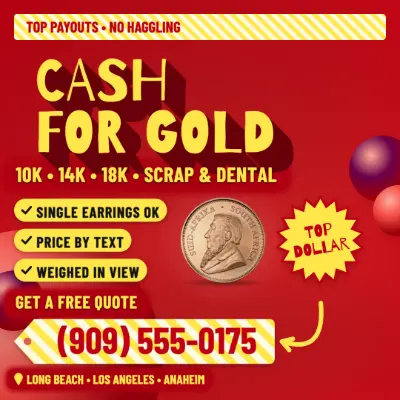 TOP PAYOUTS • NO HAGGLING
CASH
FOR GOLD
10K • 14K • 18K • SCRAP & DENTAL
SINGLE EARRINGS OK
PRICE BY TEXT
WEIGHED IN VIEW
SUID-AFRIKA • SOUTH AFRICA
TOP
DOLLAR
GET A FREE QUOTE
(909) 555-0175
LONG BEACH • LOS ANGELES • ANAHEIM